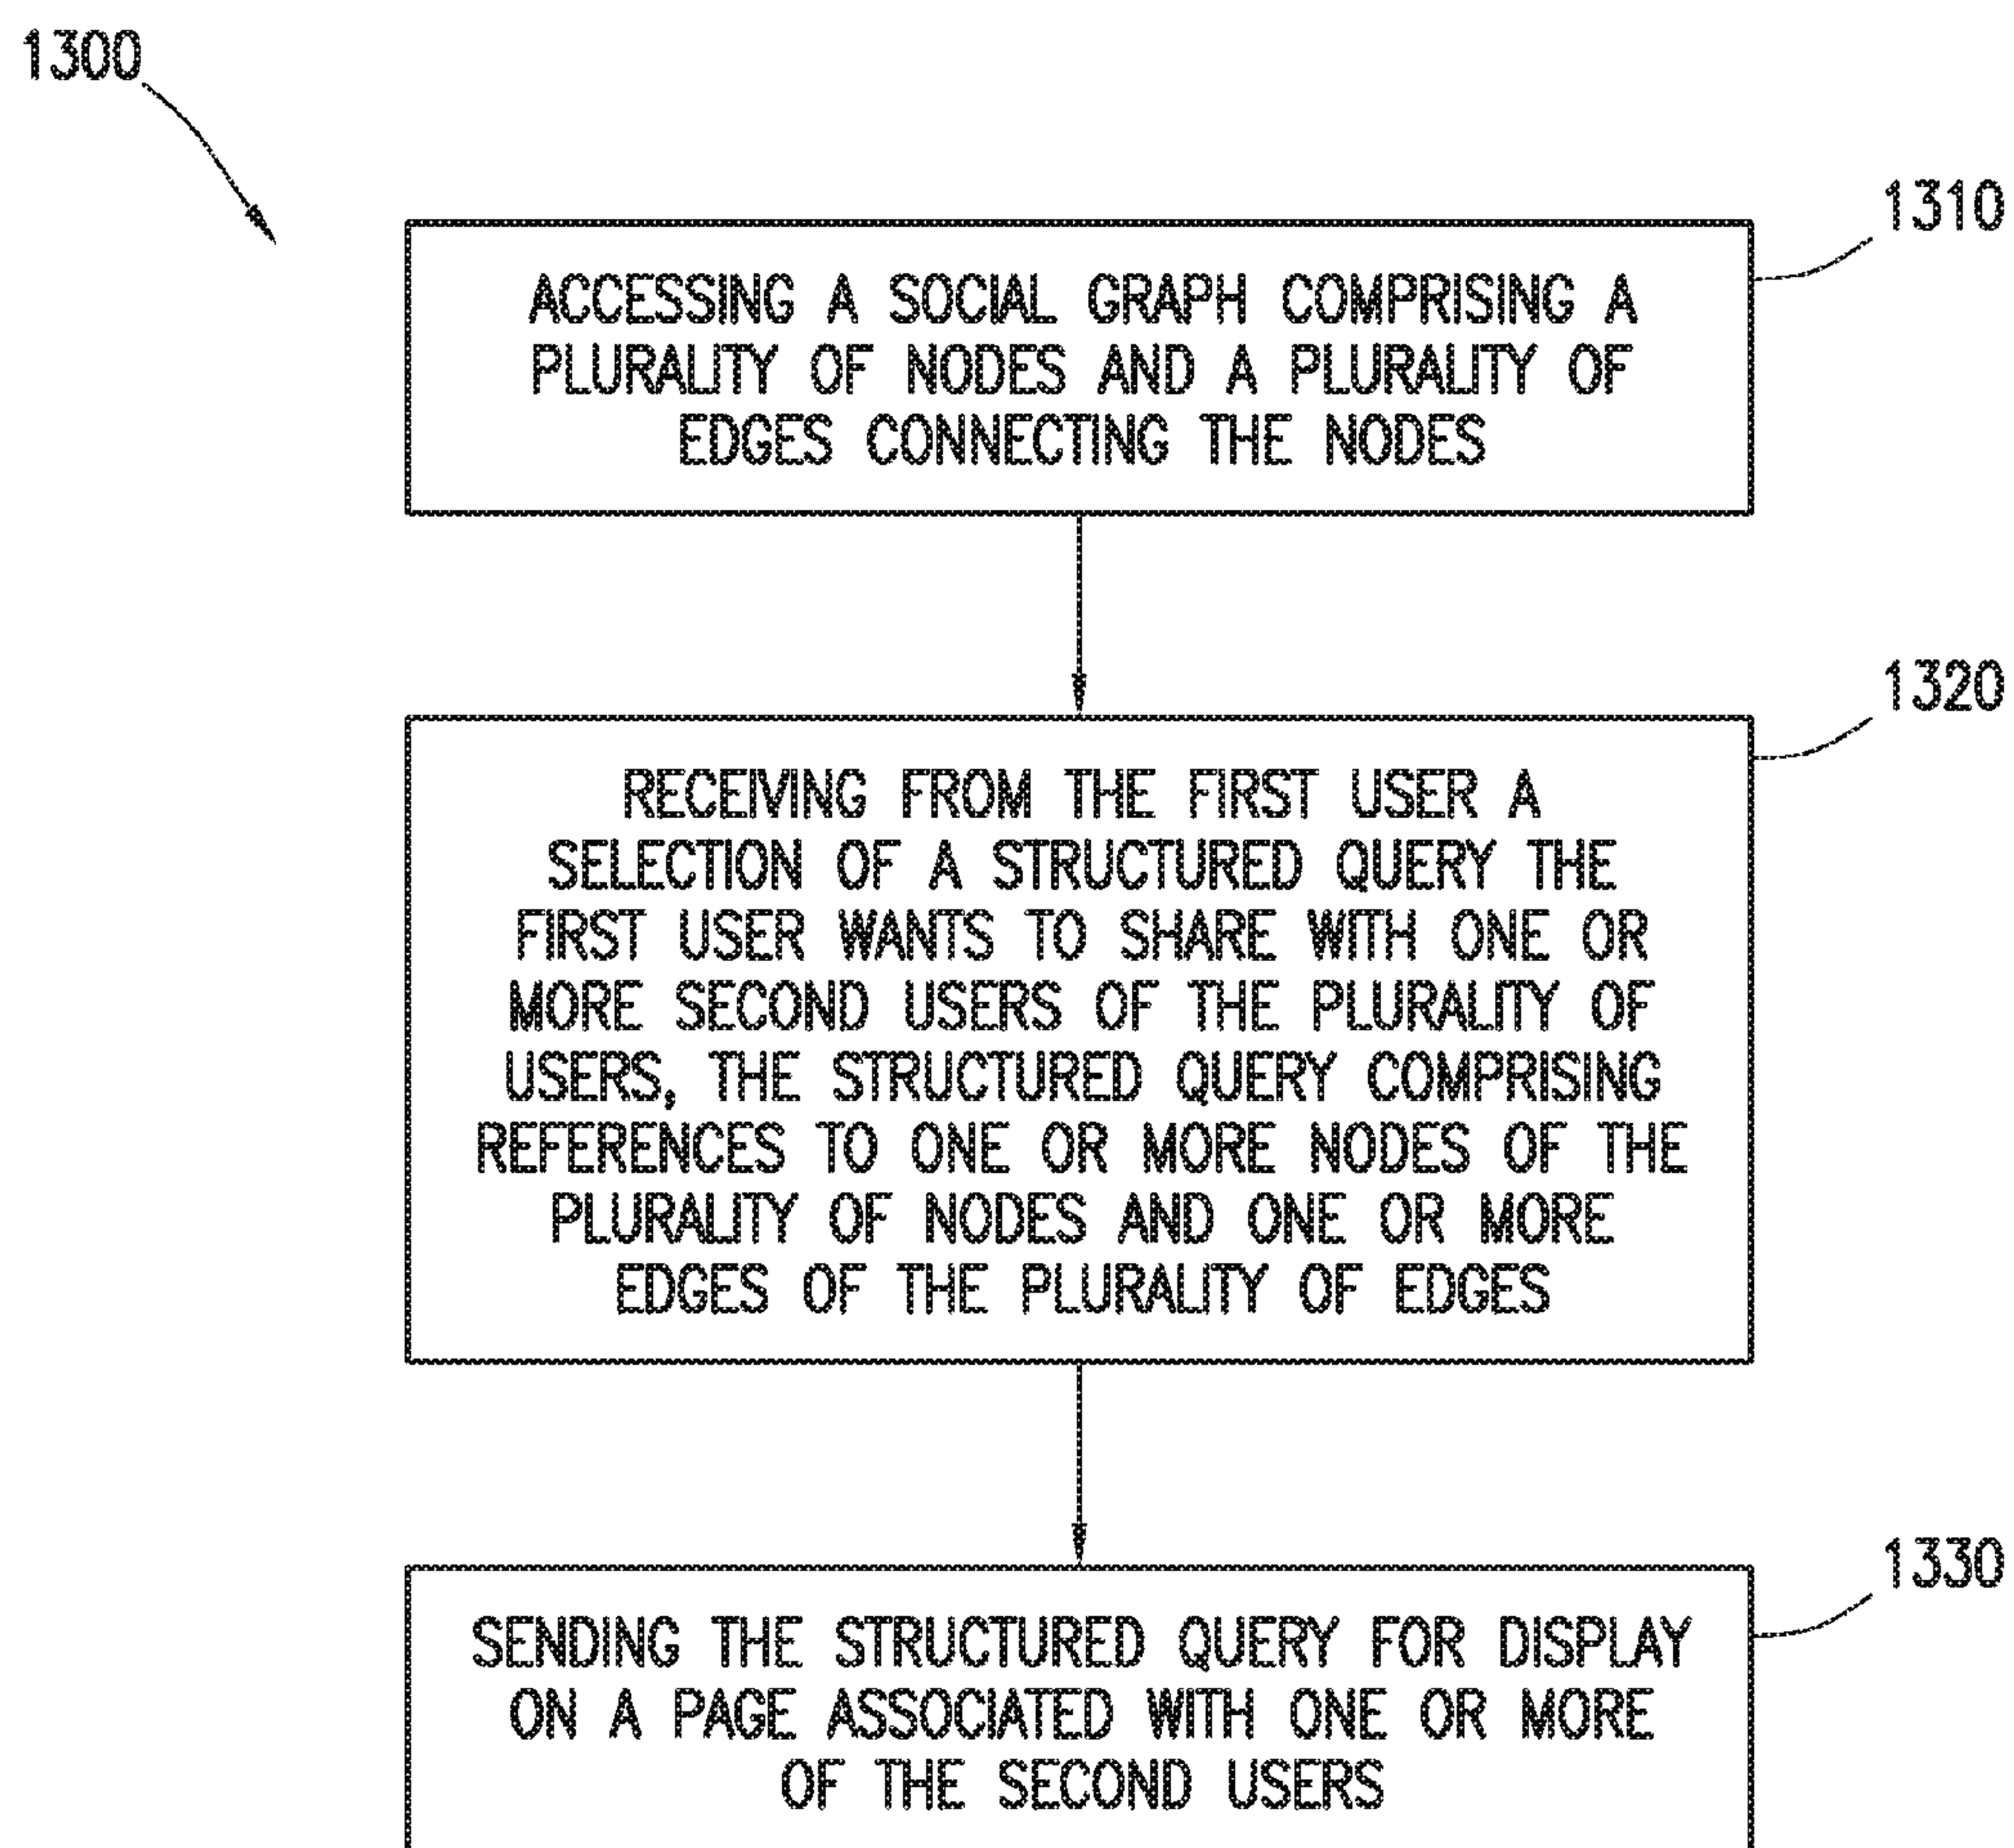 1300
1310
ACCESSING A SOCIAL GRAPH COMPRISING A
PLURALITY OF NODES AND A PLURALITY OF
EDGES CONNECTING THE NODES
1320
RECEIVING FROM THE FIRST USER A
SELECTION OF A STRUCTURED QUERY THE
FIRST USER WANTS TO SHARE WITH ONE OR
MORE SECOND USERS OF THE PLURALITY OF
USERS, THE STRUCTURED QUERY COMPRISING
REFERENCES TO ONE OR MORE NODES OF THE
PLURALITY OF NODES AND ONE OR MORE
EDGES OF THE PLURALITY OF EDGES
1330
SENDING THE STRUCTURED QUERY FOR DISPLAY
ON A PAGE ASSOCIATED WITH ONE OR MORE
OF THE SECOND USERS